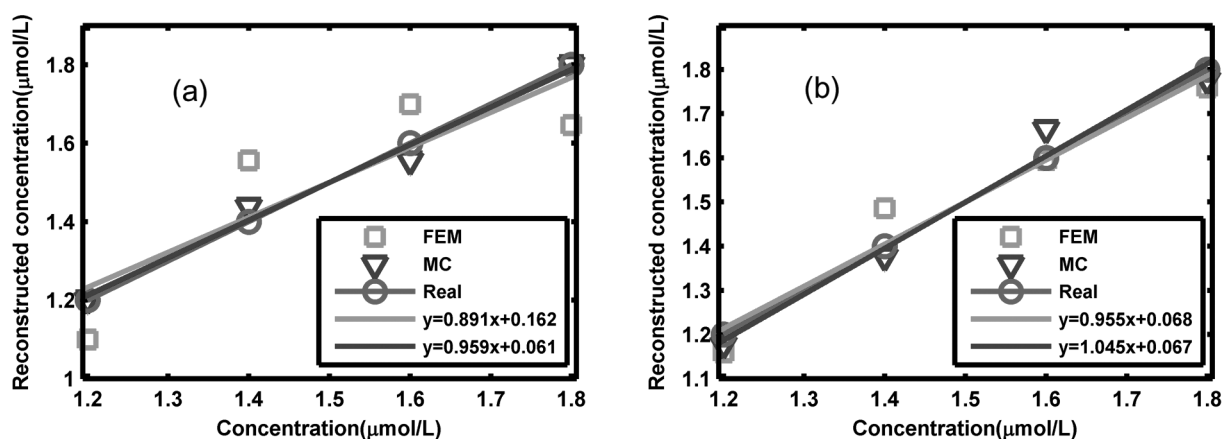 (a)
Reconstructed concentration(μmol/L)
1.8
1.6
1.4
1.2
1
1.2
1.3
1.4
1.5
1.6
1.7
1.8
Concentration(μmol/L)
FEM
MC
Real
y=0.891x+0.162
y=0.959x+0.061
(b)
Reconstructed concentration(μmol/L)
1.8
1.7
1.6
1.5
1.4
1.3
1.2
1.1
1.2
1.3
1.4
1.5
1.6
1.7
1.8
Concentration(μmol/L)
FEM
MC
Real
y=0.955x+0.068
y=1.045x+0.067